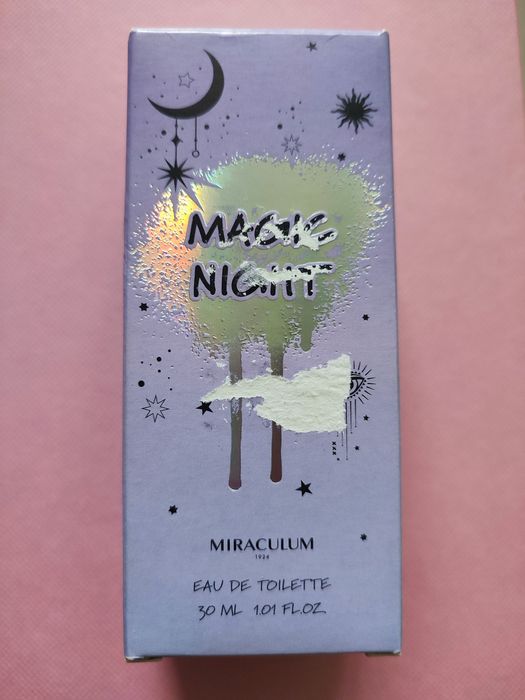 MAGIC
NIGHT
MIRACULUM
1924
EAU DE TOILETTE
30 ML 1.01 FL.OZ.